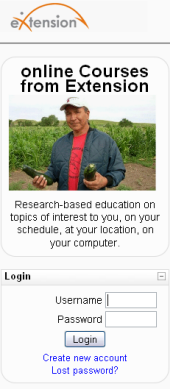 eXtension
online Courses
from Extension
Research-based education on
topics of interest to you, on your
schedule, at your location, on
your computer.
Login
Username
Password
Login
Create new account
Lost password?